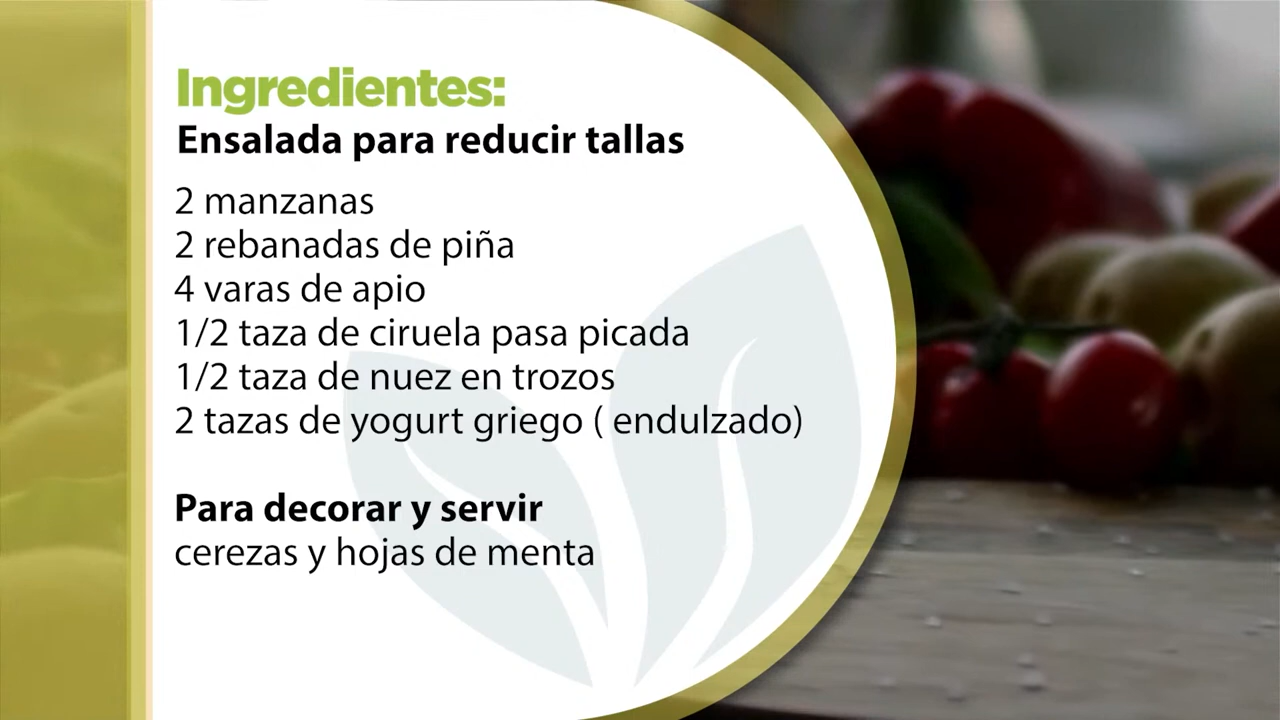 Ingredientes:
Ensalada para reducir tallas
2 manzanas
2 rebanadas de piña
4 varas de apio
1/2 taza de ciruela pasa picada
1/2 taza de nuez en trozos
2 tazas de yogurt griego ( endulzado)
Para decorar y servir
cerezas y hojas de menta